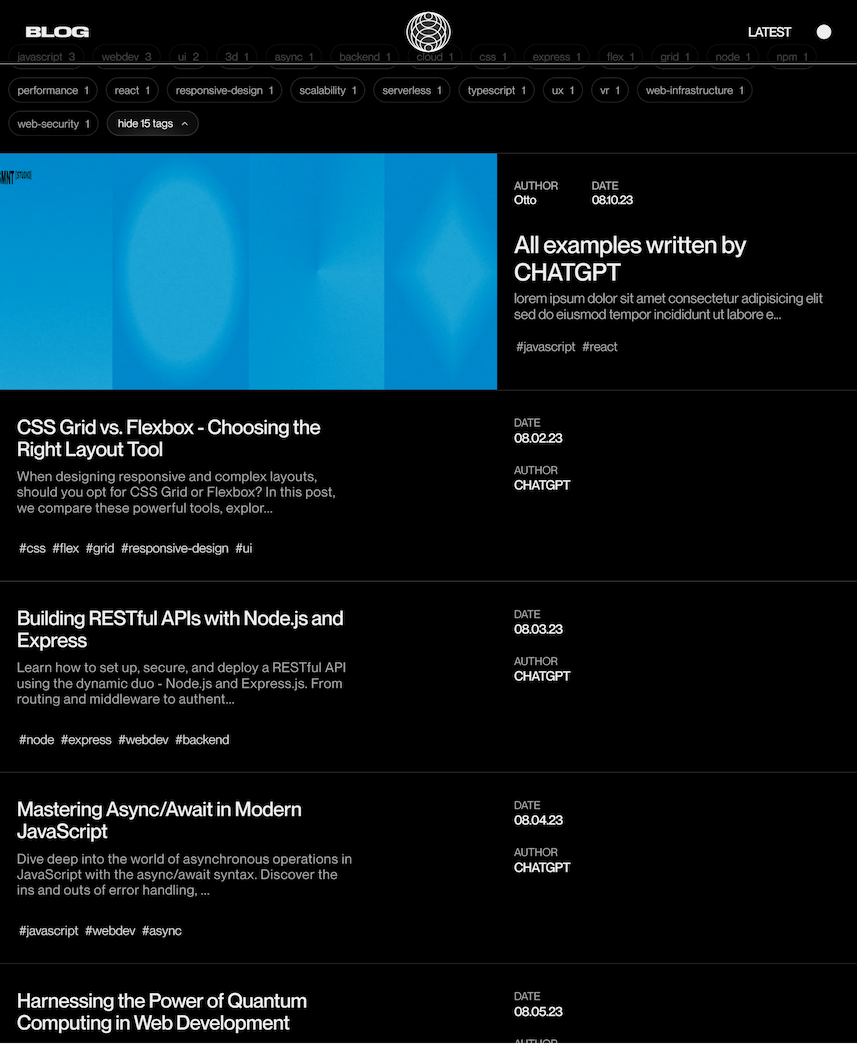 BLOG
LATEST
javascript 3 webdev 3 ui 2 3d 1 async 1 backend 1 cloud 1 css 1 express 1 flex 1 grid 1 node 1 npm 1
performance 1 react 1 responsive-design 1 scalability 1 serverless 1 typescript 1 ux 1 vr 1 web-infrastructure 1
web-security 1 hide 15 tags
MNT [STUDIO]
AUTHOR DATE
Otto 08.10.23
All examples written by
CHATGPT
lorem ipsum dolor sit amet consectetur adipisicing elit
sed do eiusmod tempor incididunt ut labore e...
#javascript #react
CSS Grid vs. Flexbox - Choosing the
Right Layout Tool
When designing responsive and complex layouts,
should you opt for CSS Grid or Flexbox? In this post,
we compare these powerful tools, explor...
#css #flex #grid #responsive-design #ui
DATE
08.02.23
AUTHOR
CHATGPT
Building RESTful APIs with Node.js and
Express
Learn how to set up, secure, and deploy a RESTful API
using the dynamic duo - Node.js and Express.js. From
routing and middleware to authent...
#node #express #webdev #backend
DATE
08.03.23
AUTHOR
CHATGPT
Mastering Async/Await in Modern
JavaScript
Dive deep into the world of asynchronous operations in
JavaScript with the async/await syntax. Discover the
ins and outs of error handling, ...
#javascript #webdev #async
DATE
08.04.23
AUTHOR
CHATGPT
Harnessing the Power of Quantum
Computing in Web Development
DATE
08.05.23
AUTHOR